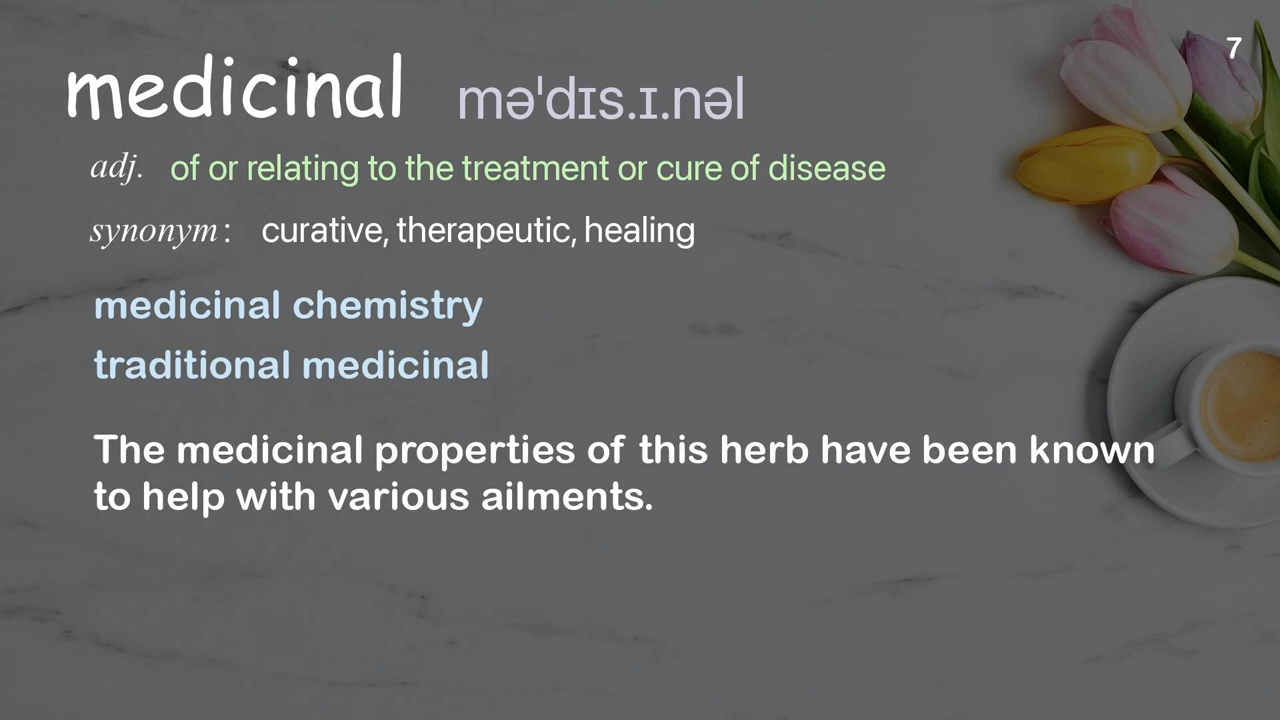 7
medicinal məˈdɪs.ɪ.nəl
adj. of or relating to the treatment or cure of disease
synonym: curative, therapeutic, healing
medicinal chemistry
traditional medicinal
The medicinal properties of this herb have been known
to help with various ailments.